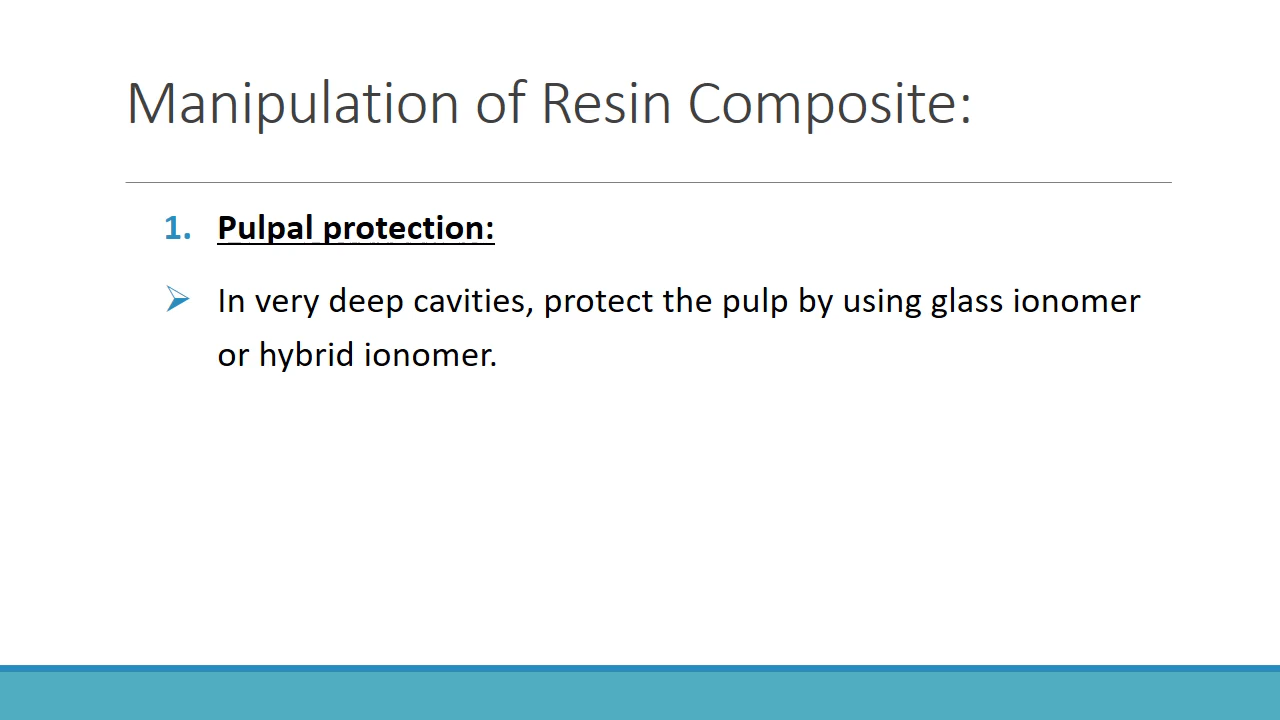 Manipulation of Resin Composite:
1. Pulpal protection:
➢ In very deep cavities, protect the pulp by using glass ionomer
or hybrid ionomer.